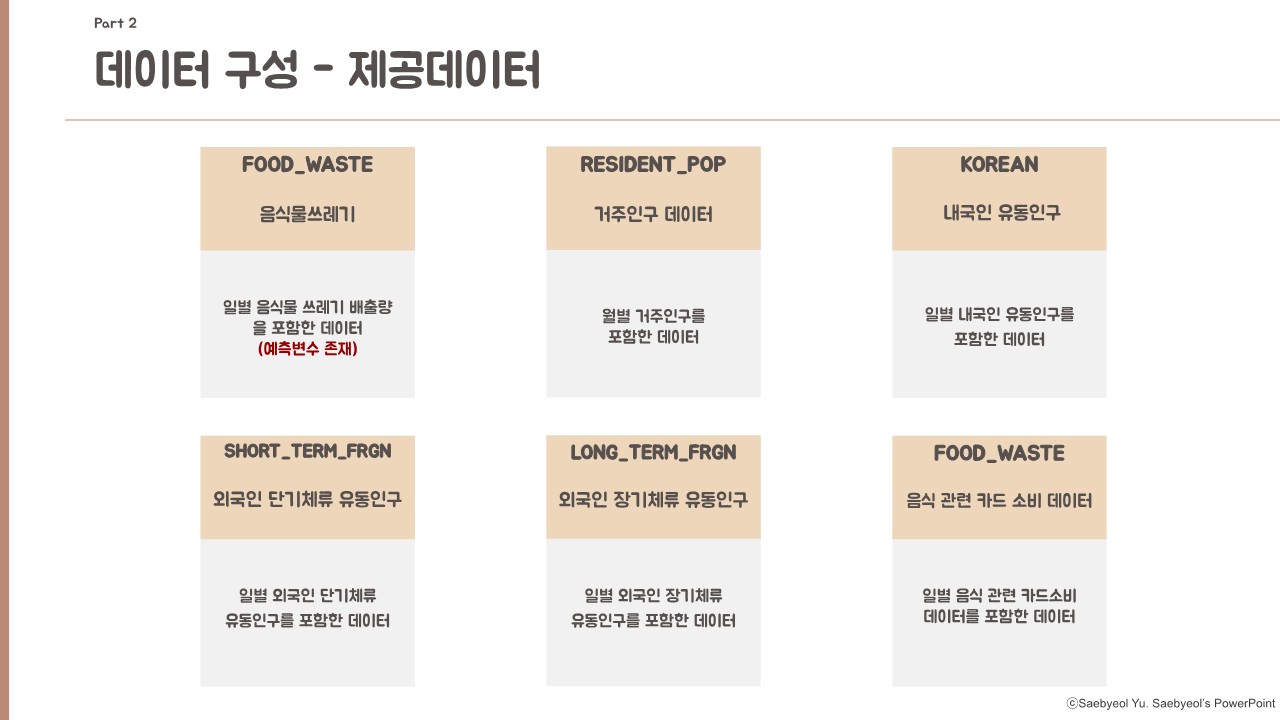 Part 2
데이터 구성 - 제공데이터
FOOD_WASTE
음식물쓰레기
일별 음식물 쓰레기 배출량
을 포함한 데이터
(예측변수 존재)
RESIDENT_POP
거주인구 데이터
월별 거주인구를
포함한 데이터
KOREAN
내국인 유동인구
일별 내국인 유동인구를
포함한 데이터
SHORT_TERM_FRGN
외국인 단기체류 유동인구
일별 외국인 단기체류
유동인구를 포함한 데이터
LONG_TERM_FRGN
외국인 장기체류 유동인구
일별 외국인 장기체류
유동인구를 포함한 데이터
FOOD_WASTE
음식 관련 카드 소비 데이터
일별 음식 관련 카드소비
데이터를 포함한 데이터
ⓒSaebyeol Yu. Saebyeol's PowerPoint